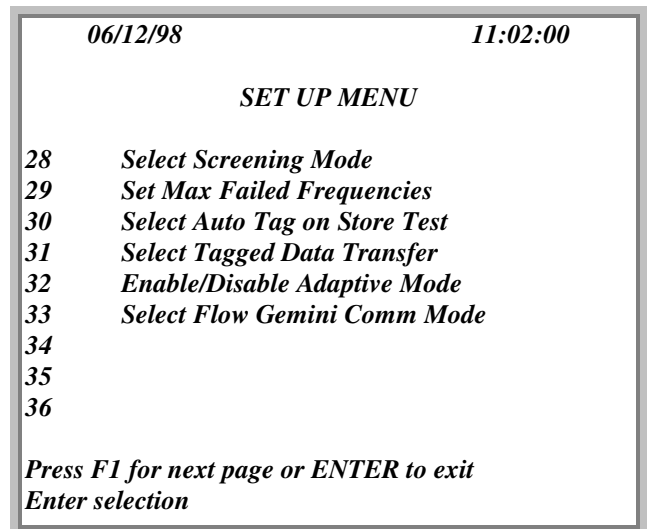 06/12/98 11:02:00
SET UP MENU
28 Select Screening Mode
29 Set Max Failed Frequencies
30 Select Auto Tag on Store Test
31 Select Tagged Data Transfer
32 Enable/Disable Adaptive Mode
33 Select Flow Gemini Comm Mode
34
35
36
Press F1 for next page or ENTER to exit
Enter selection